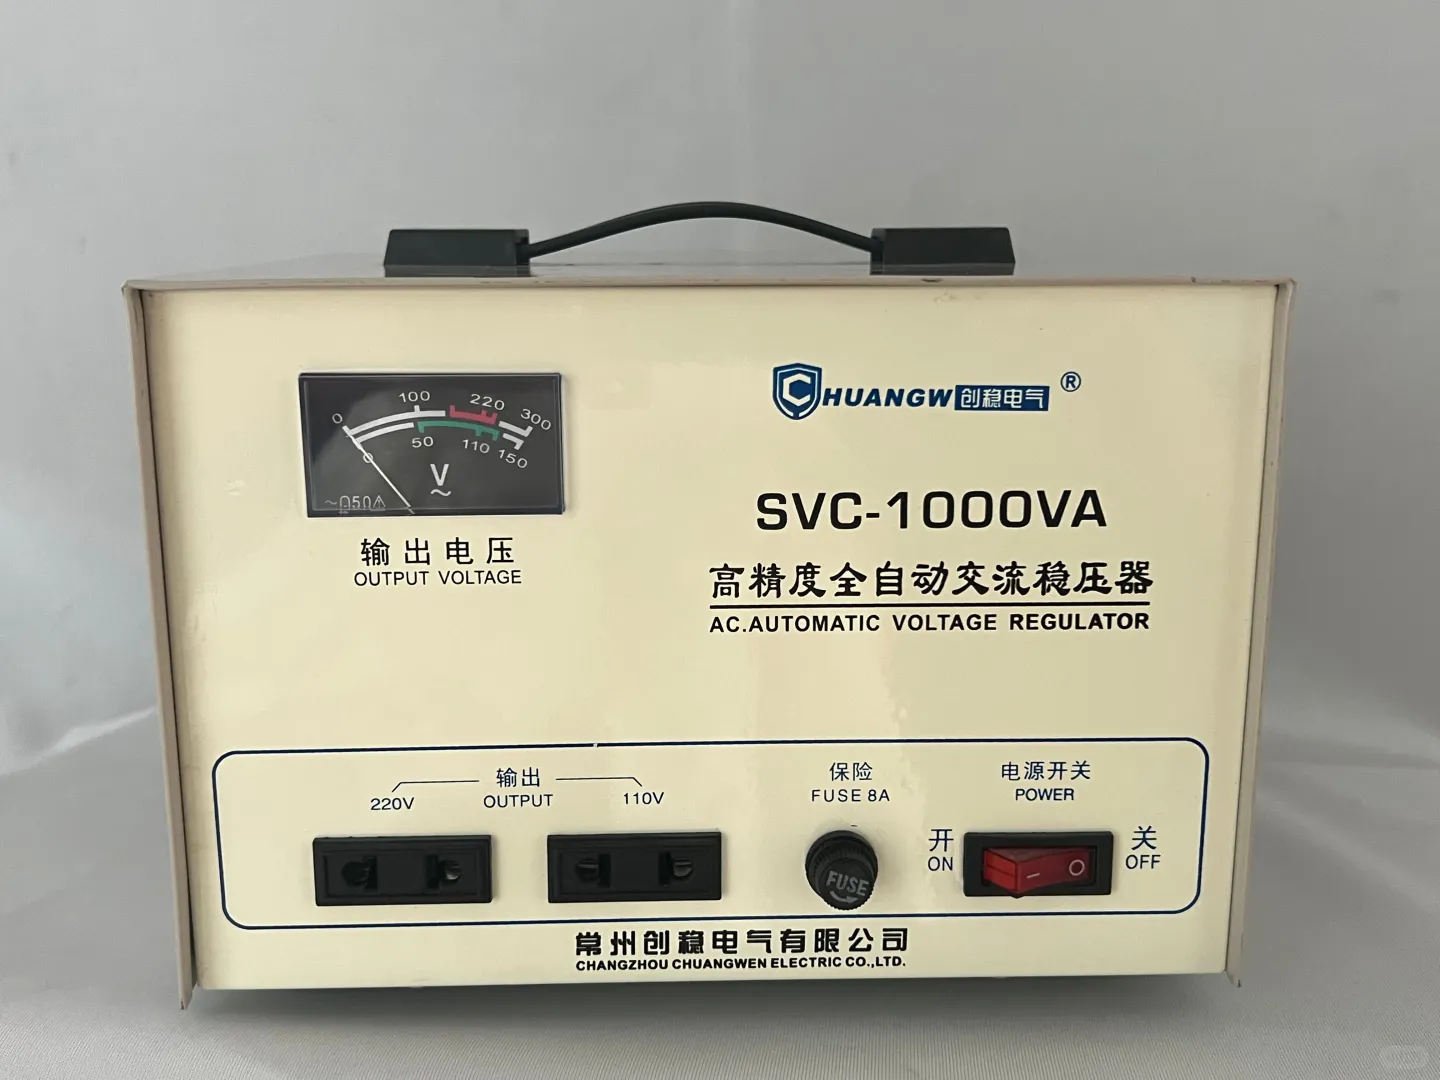 0 100 220 300
0 50 110 150
V
~
输出电压
OUTPUT VOLTAGE
CHUANGW创稳电气®
SVC-1000VA
高精度全自动交流稳压器
AC.AUTOMATIC VOLTAGE REGULATOR
输出
220V OUTPUT 110V
保险
FUSE 8A
FUSE
电源开关
POWER
开
ON
关
OFF
常州创稳电气有限公司
CHANGZHOU CHUANGWEN ELECTRIC CO.,LTD.